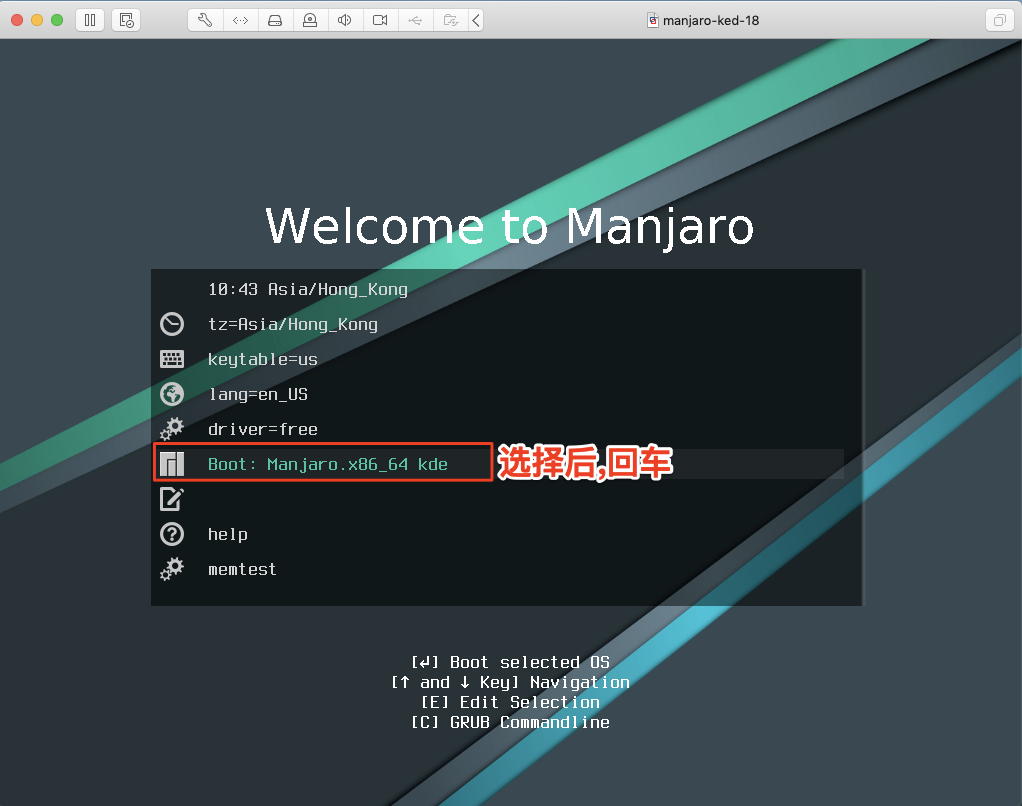 manjaro-ked-18
Welcome to Manjaro
10:43 Asia/Hong_Kong
tz=Asia/Hong_Kong
keytable=us
lang=en_US
driver=free
Boot: Manjaro.x86_64 kde
选择后,回车
help
memtest
[↲] Boot selected OS
[↑ and ↓ Key] Navigation
[E] Edit Selection
[C] GRUB Commandline